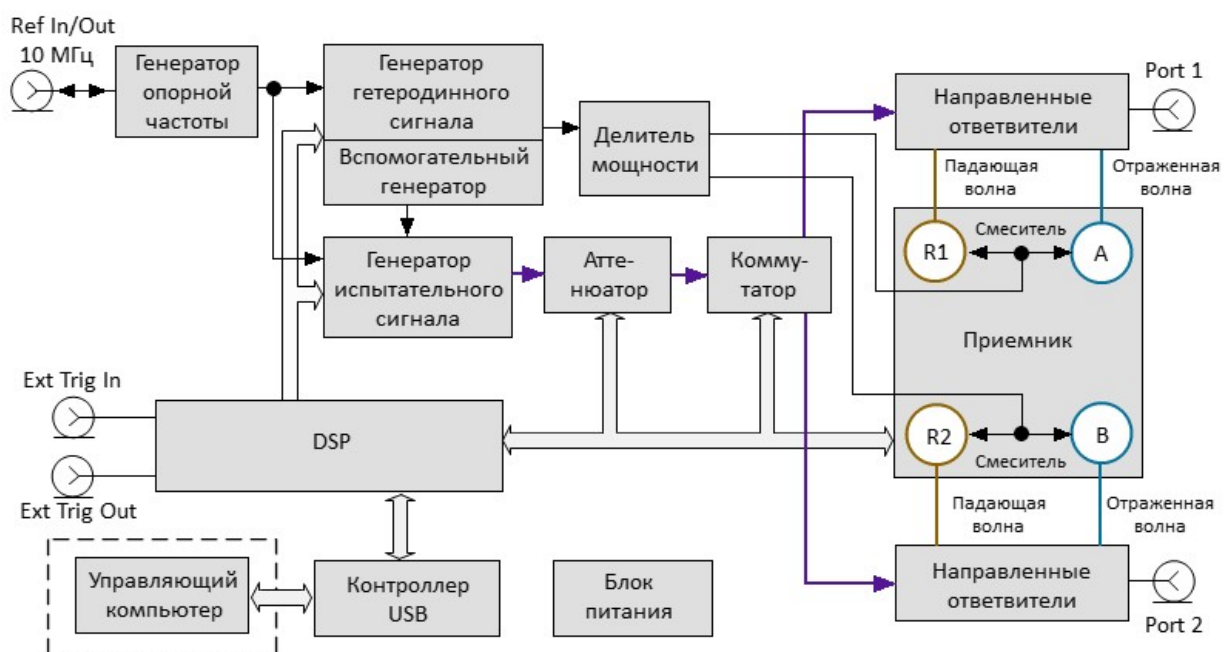 Ref In/Out
10 МГц
Генератор
опорной
частоты
Генератор
гетеродинного
сигнала
Вспомогательный
генератор
Делитель
мощности
Направленные
ответвители
Port 1
Падающая
волна
Отраженная
волна
Генератор
испытательного
сигнала
Атте-
нюатор
Комму-
татор
R1
Смеситель
A
Приемник
R2
Смеситель
B
Ext Trig In
DSP
Ext Trig Out
Падающая
волна
Отраженная
волна
Управляющий
компьютер
Контроллер
USB
Блок
питания
Направленные
ответвители
Port 2